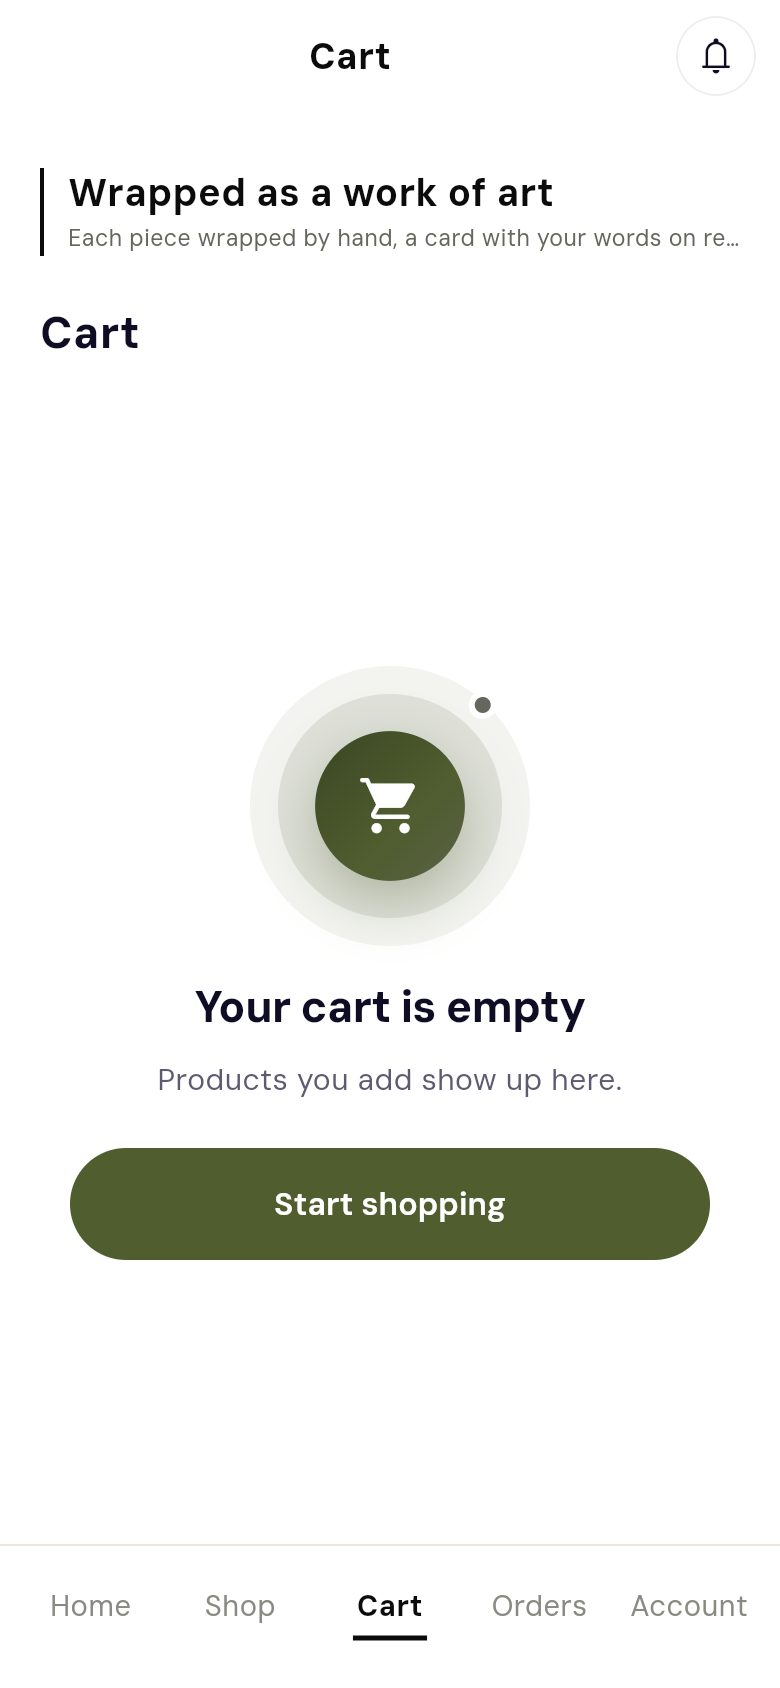 Cart
Wrapped as a work of art
Each piece wrapped by hand, a card with your words on re…
Cart
Your cart is empty
Products you add show up here.
Start shopping
Home
Shop
Cart
Orders
Account